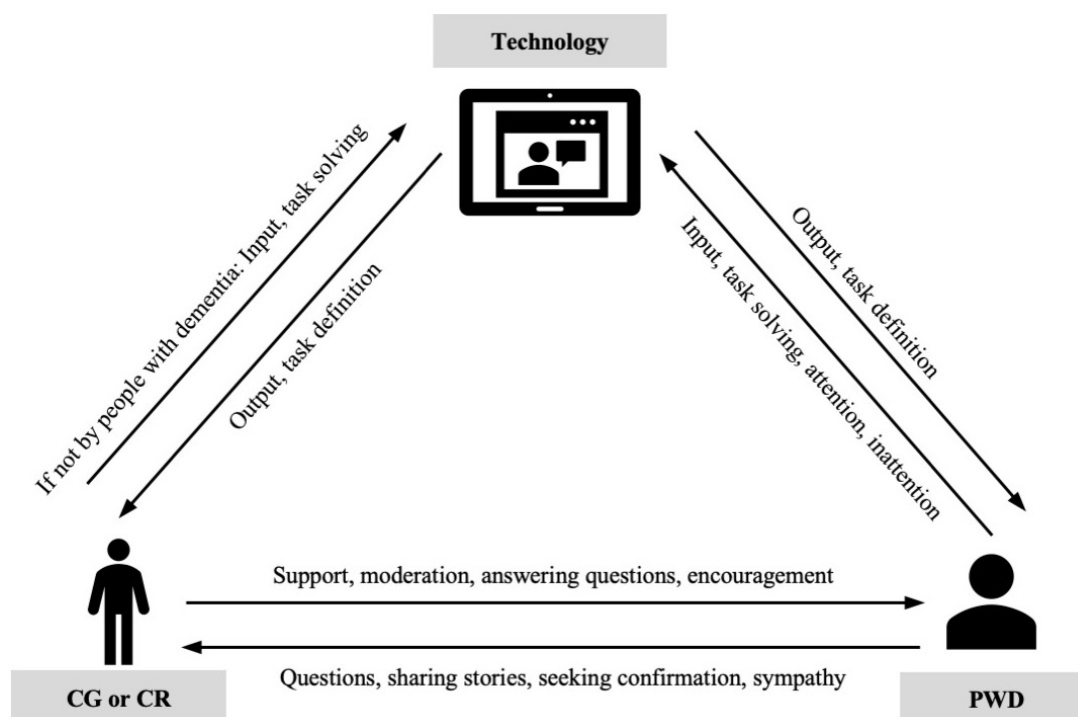 Technology
If not by people with dementia: Input, task solving
Output, task definition
Output, task definition
Input, task solving, attention, inattention
Support, moderation, answering questions, encouragement
Questions, sharing stories, seeking confirmation, sympathy
CG or CR
PWD